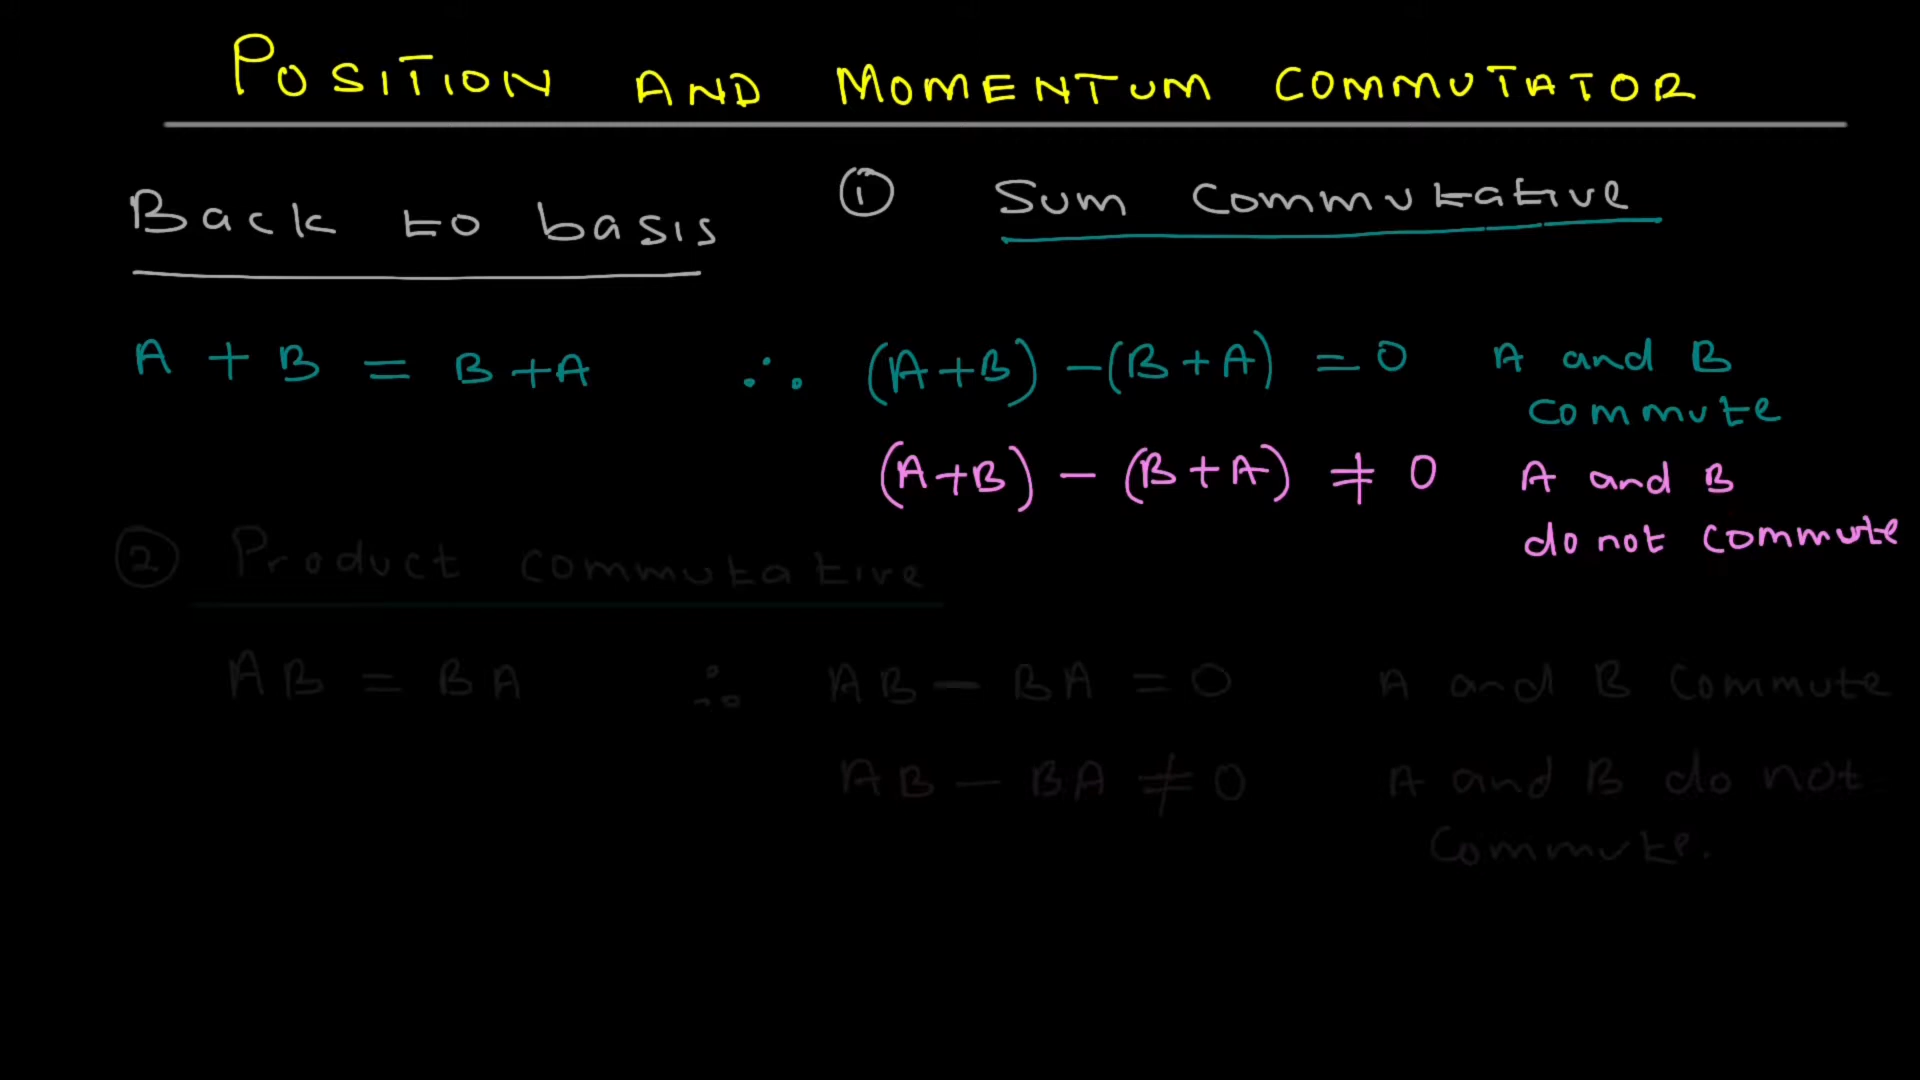 POSITION AND MOMENTUM COMMUTATOR
Back to basis
① Sum commutative
A + B = B + A ∴ (A+B) - (B+A) = 0 A and B
commute
(A+B) - (B+A) ≠ 0 A and B
do not commute
② Product commutative
AB = BA ∴ AB - BA = 0 A and B commute
AB - BA ≠ 0 A and B do not
commute.